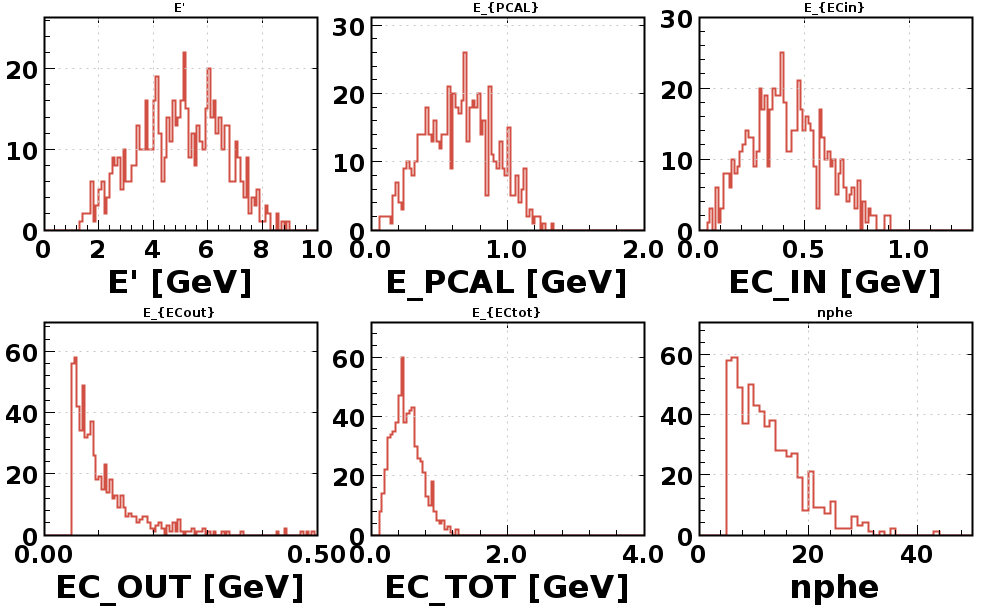 E'
E_{PCAL}
E_{ECin}
20
10
0
0 2 4 6 8 10
E' [GeV]
30
20
10
0
0.0 1.0 2.0
E_PCAL [GeV]
30
20
10
0
0.0 0.5 1.0
EC_IN [GeV]
E_{ECout}
E_{ECtot}
nphe
60
40
20
0
0.00 0.50
EC_OUT [GeV]
60
40
20
0
0.0 2.0 4.0
EC_TOT [GeV]
60
40
20
0
0 20 40
nphe